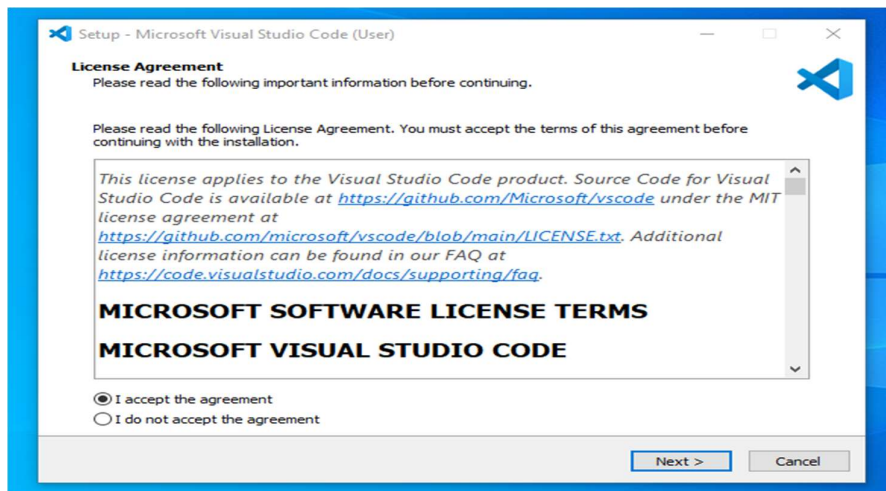 Setup - Microsoft Visual Studio Code (User)
License Agreement
Please read the following important information before continuing.
Please read the following License Agreement. You must accept the terms of this agreement before
continuing with the installation.
This license applies to the Visual Studio Code product. Source Code for Visual
Studio Code is available at https://github.com/Microsoft/vscode under the MIT
license agreement at
https://github.com/microsoft/vscode/blob/main/LICENSE.txt. Additional
license information can be found in our FAQ at
https://code.visualstudio.com/docs/supporting/faq.
MICROSOFT SOFTWARE LICENSE TERMS
MICROSOFT VISUAL STUDIO CODE
I accept the agreement
I do not accept the agreement
Next > Cancel